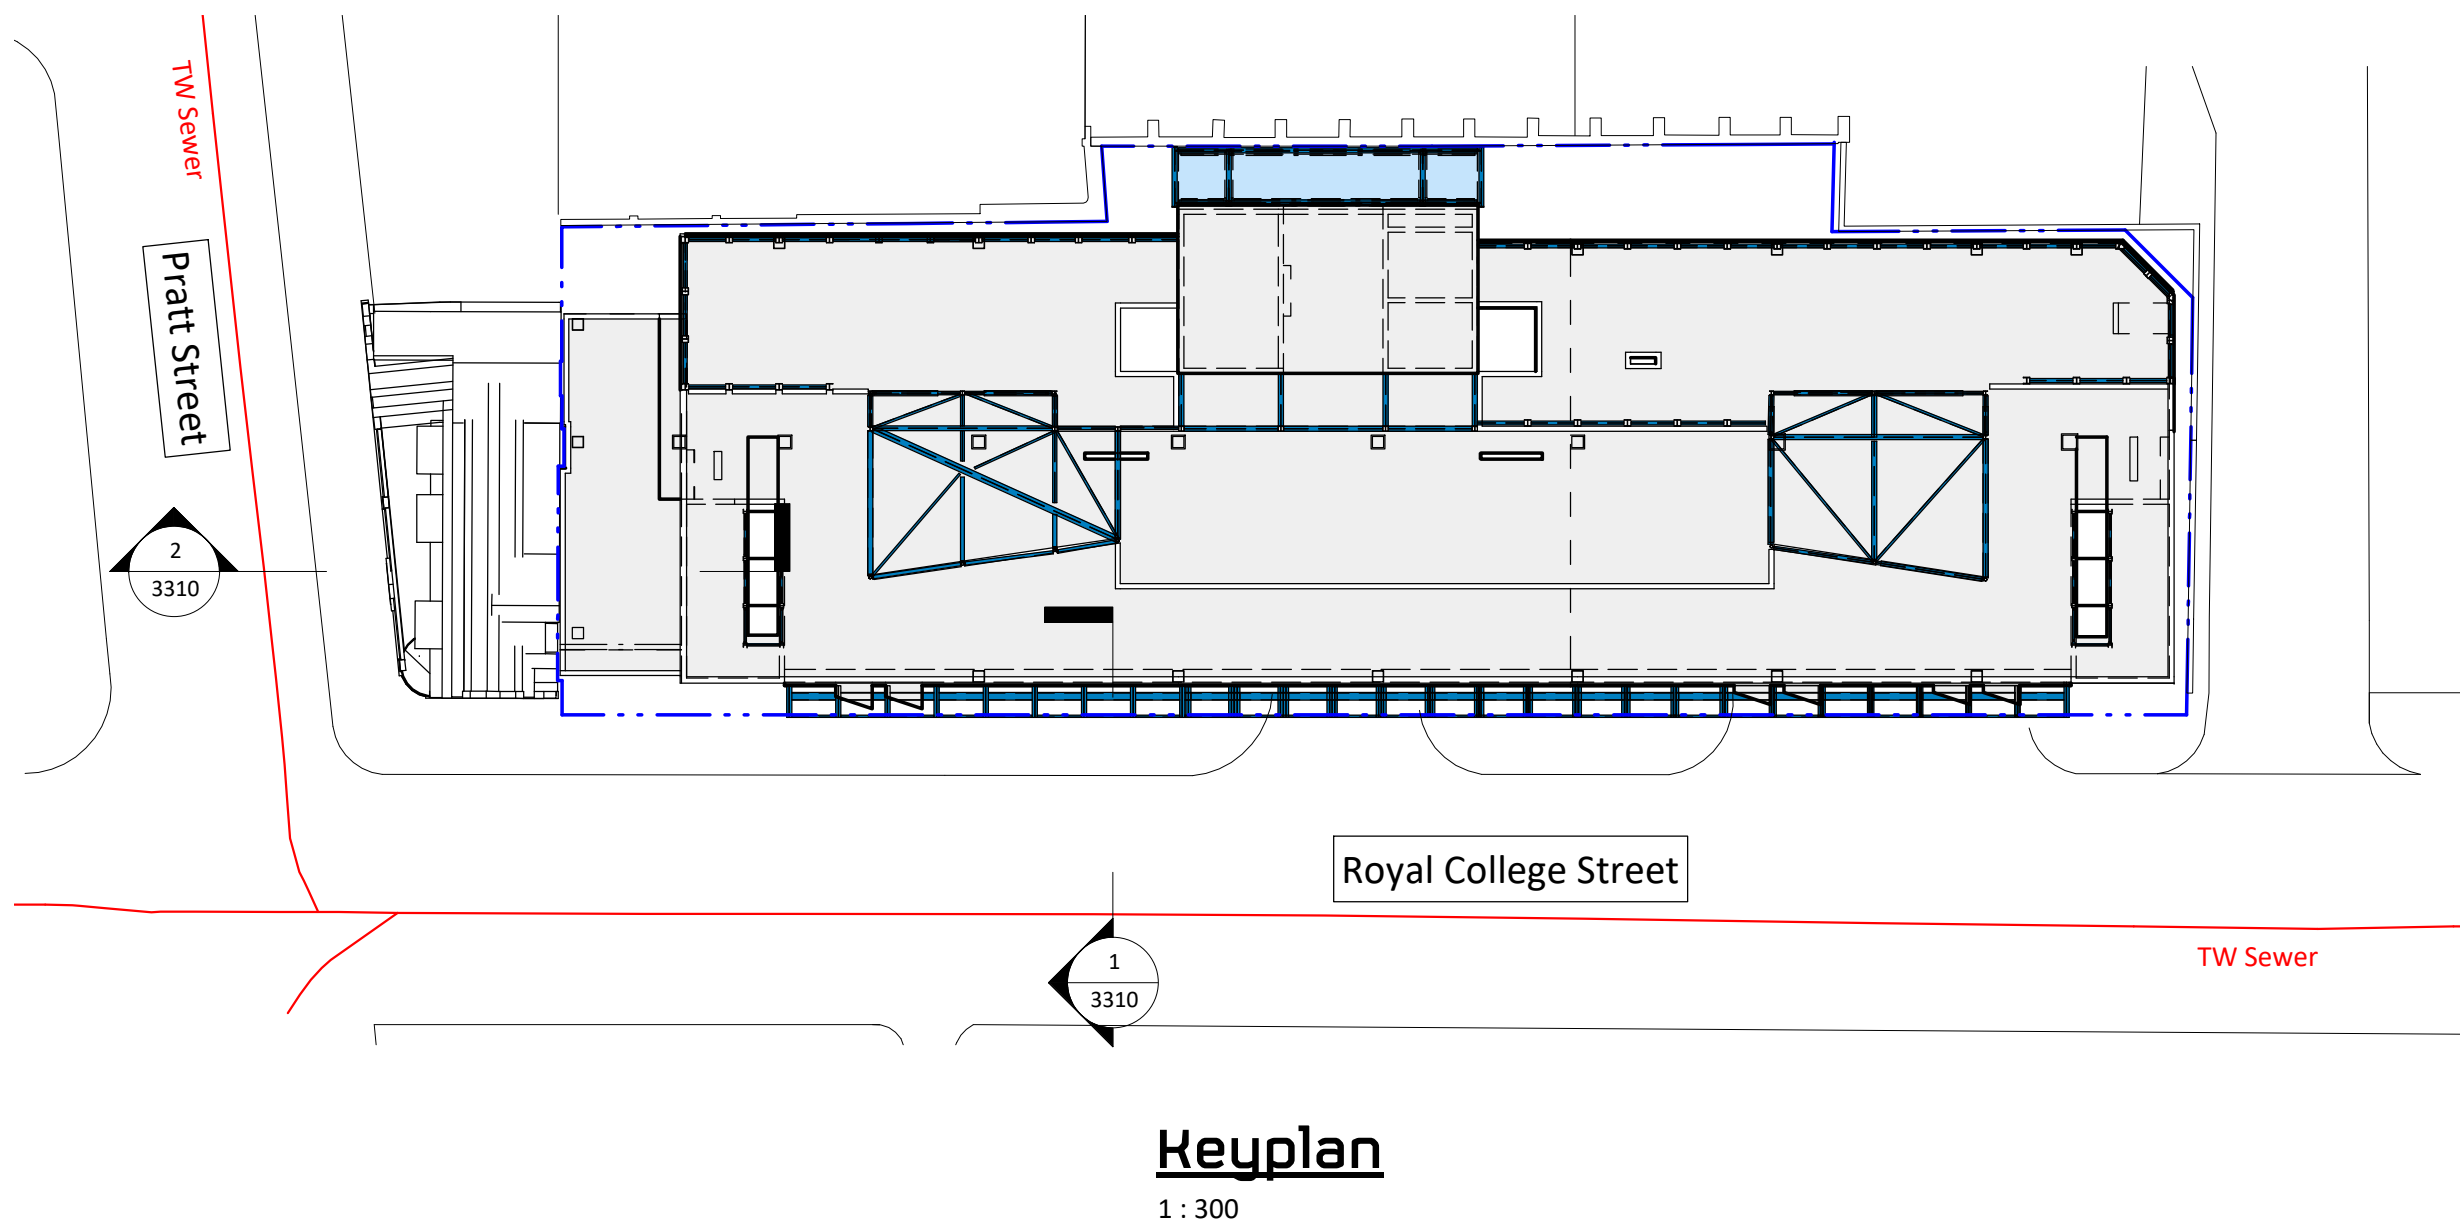 TW Sewer
Pratt Street
2
3310
Royal College Street
TW Sewer
1
3310
Keyplan
1 : 300